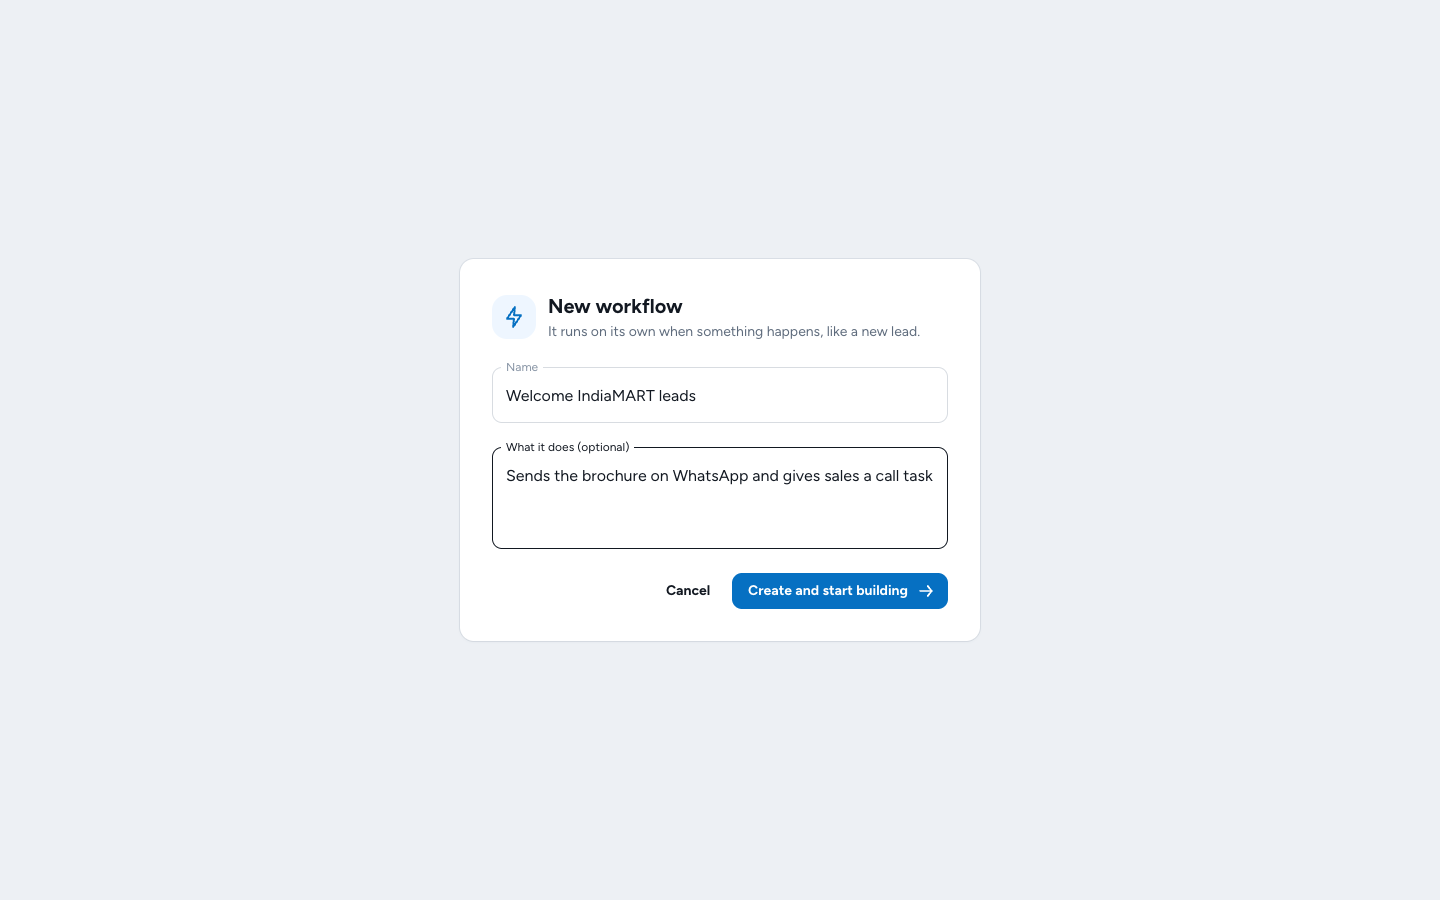 New workflow
It runs on its own when something happens, like a new lead.
Name
Welcome IndiaMART leads
What it does (optional)
Sends the brochure on WhatsApp and gives sales a call task
Cancel
Create and start building